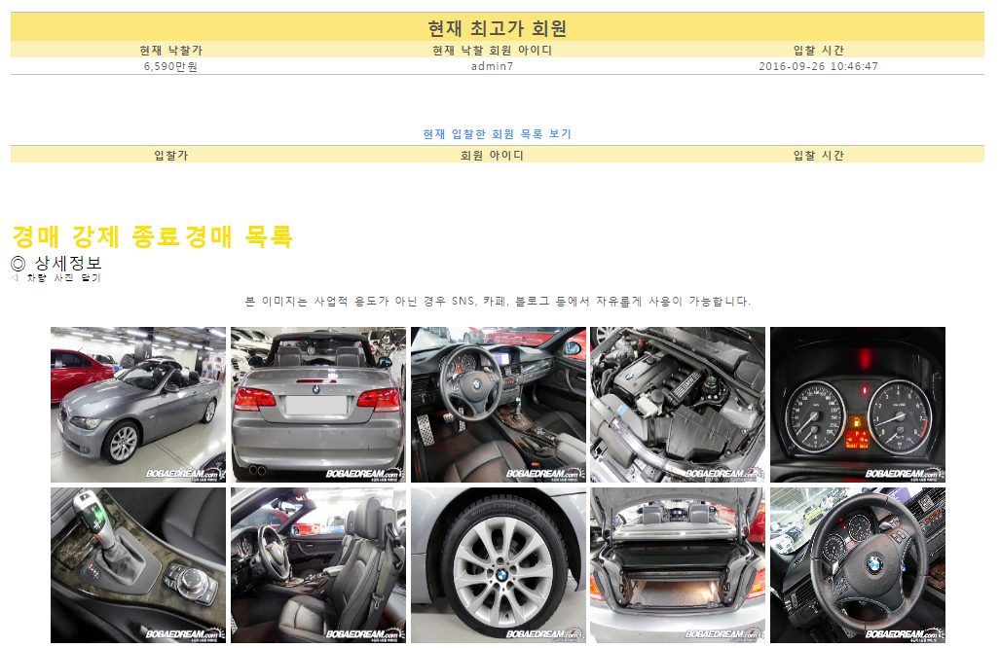 현재 최고가 회원
현재 낙찰가 현재 낙찰 회원 아이디 입찰 시간
6,590만원 admin7 2016-09-26 10:46:47
현재 입찰한 회원 목록 보기
입찰가 회원 아이디 입찰 시간
경매 강제 종료경매 목록
◎ 상세정보
◁ 차량 사진 닫기
본 이미지는 사업적 용도가 아닌 경우 SNS, 카페, 블로그 등에서 자유롭게 사용이 가능합니다.
BOBAEDREAM.com BOBAEDREAM.com BOBAEDREAM.com BOBAEDREAM.com BOBAEDREAM.com
BOBAEDREAM.com BOBAEDREAM.com BOBAEDREAM.com BOBAEDREAM.com BOBAEDREAM.com